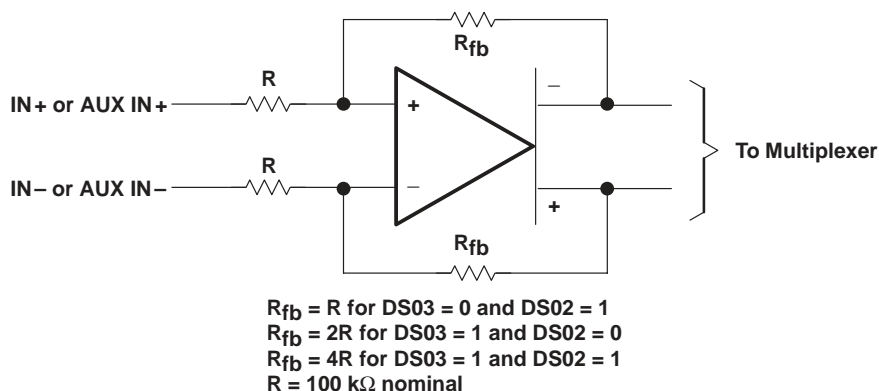 Rfb
R
IN+ or AUX IN+
+
−
R
To Multiplexer
IN− or AUX IN−
−
+
Rfb
Rfb = R for DS03 = 0 and DS02 = 1
Rfb = 2R for DS03 = 1 and DS02 = 0
Rfb = 4R for DS03 = 1 and DS02 = 1
R = 100 kΩ nominal